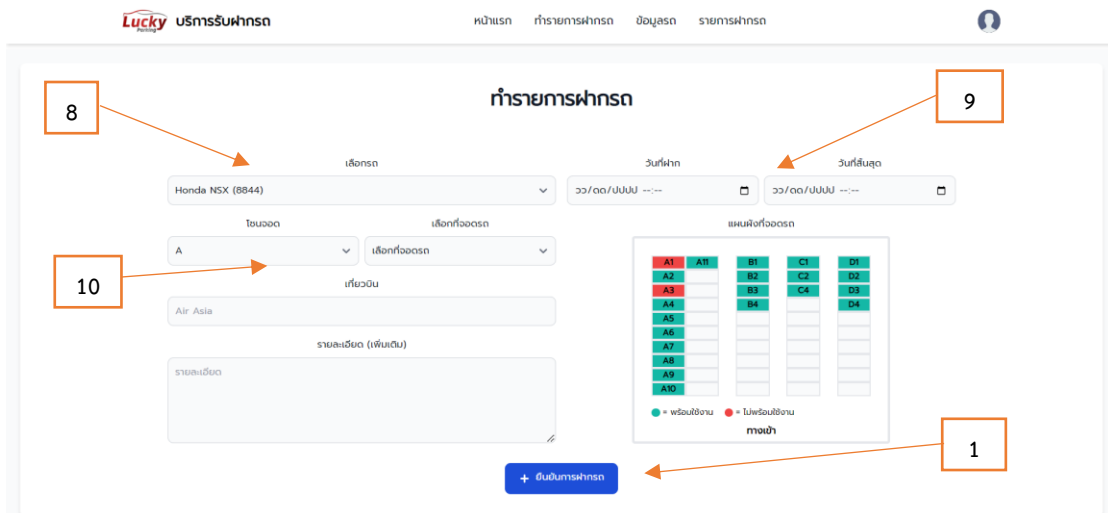 Lucky Parking บริการรับฝากรถ หน้าแรก ทำรายการฝากรถ ข้อมูลรถ รายการฝากรถ
8
ทำรายการฝากรถ
9
เลือกรถ
วันที่ฝาก
วันที่สิ้นสุด
Honda NSX (8844)
วว/ดด/ปปปป --:--
วว/ดด/ปปปป --:--
โซนจอด
เลือกที่จอดรถ
แผนผังที่จอดรถ
A
เลือกที่จอดรถ
10
เที่ยวบิน
Air Asia
รายละเอียด (เพิ่มเติม)
รายละเอียด
A1 A11 B1 C1 D1
A2 B2 C2 D2
A3 B3 C4 D3
A4 B4 D4
A5
A6
A7
A8
A9
A10
= พร้อมใช้งาน = ไม่พร้อมใช้งาน
ทางเข้า
1
+ ยืนยันการฝากรถ